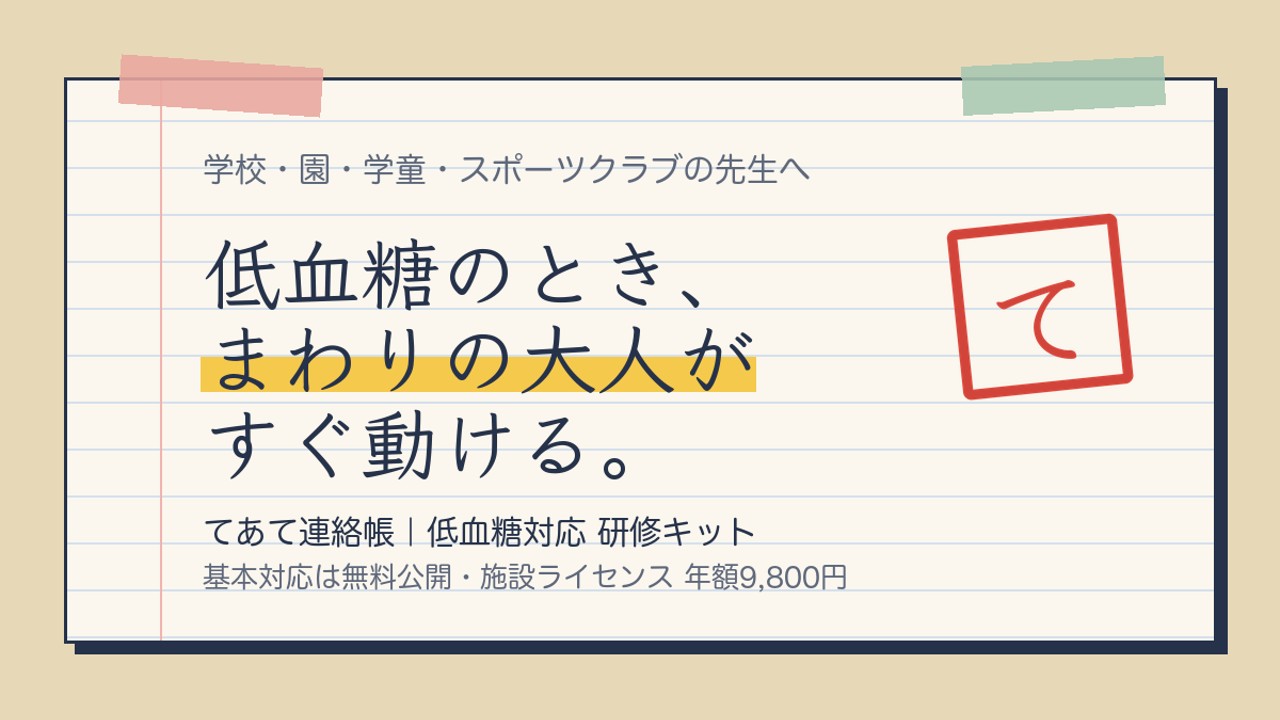 学校・園・学童・スポーツクラブの先生へ
低血糖のとき、
まわりの大人が
すぐ動ける。
て
てあて連絡帳｜低血糖対応 研修キット
基本対応は無料公開・施設ライセンス 年額9,800円